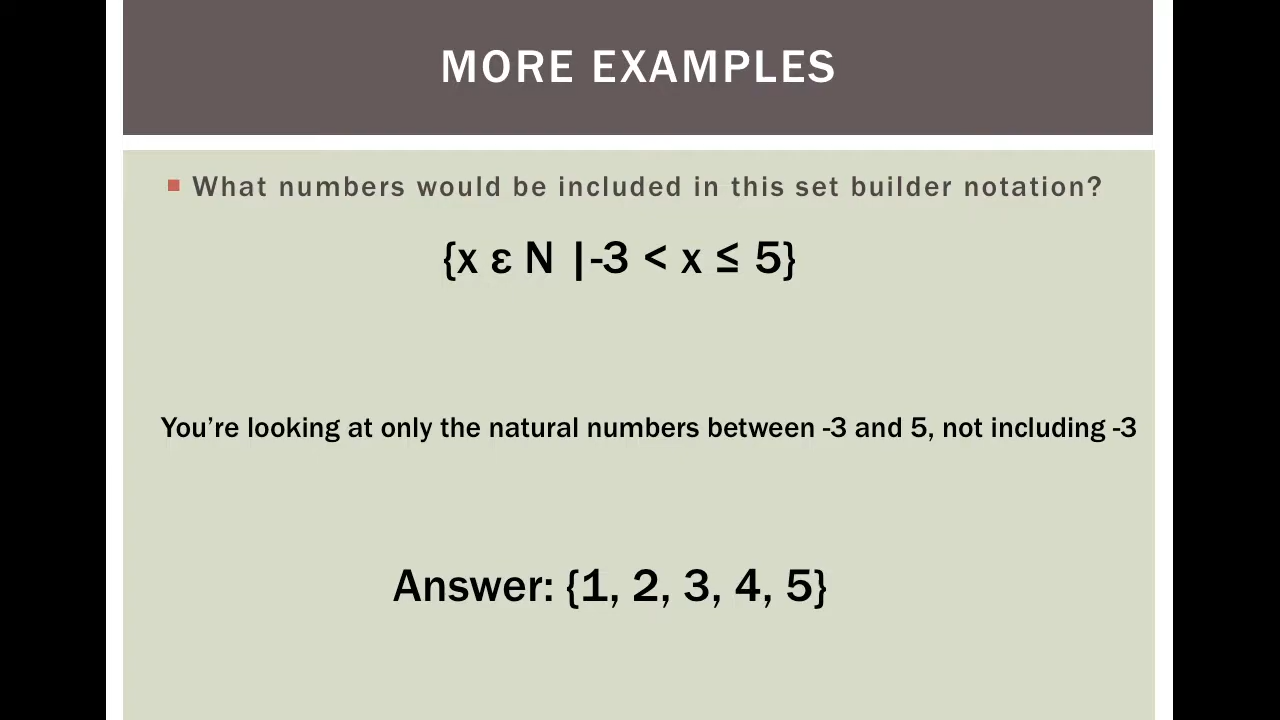 MORE EXAMPLES
What numbers would be included in this set builder notation?
{x ε N |-3 < x ≤ 5}
You’re looking at only the natural numbers between -3 and 5, not including -3
Answer: {1, 2, 3, 4, 5}